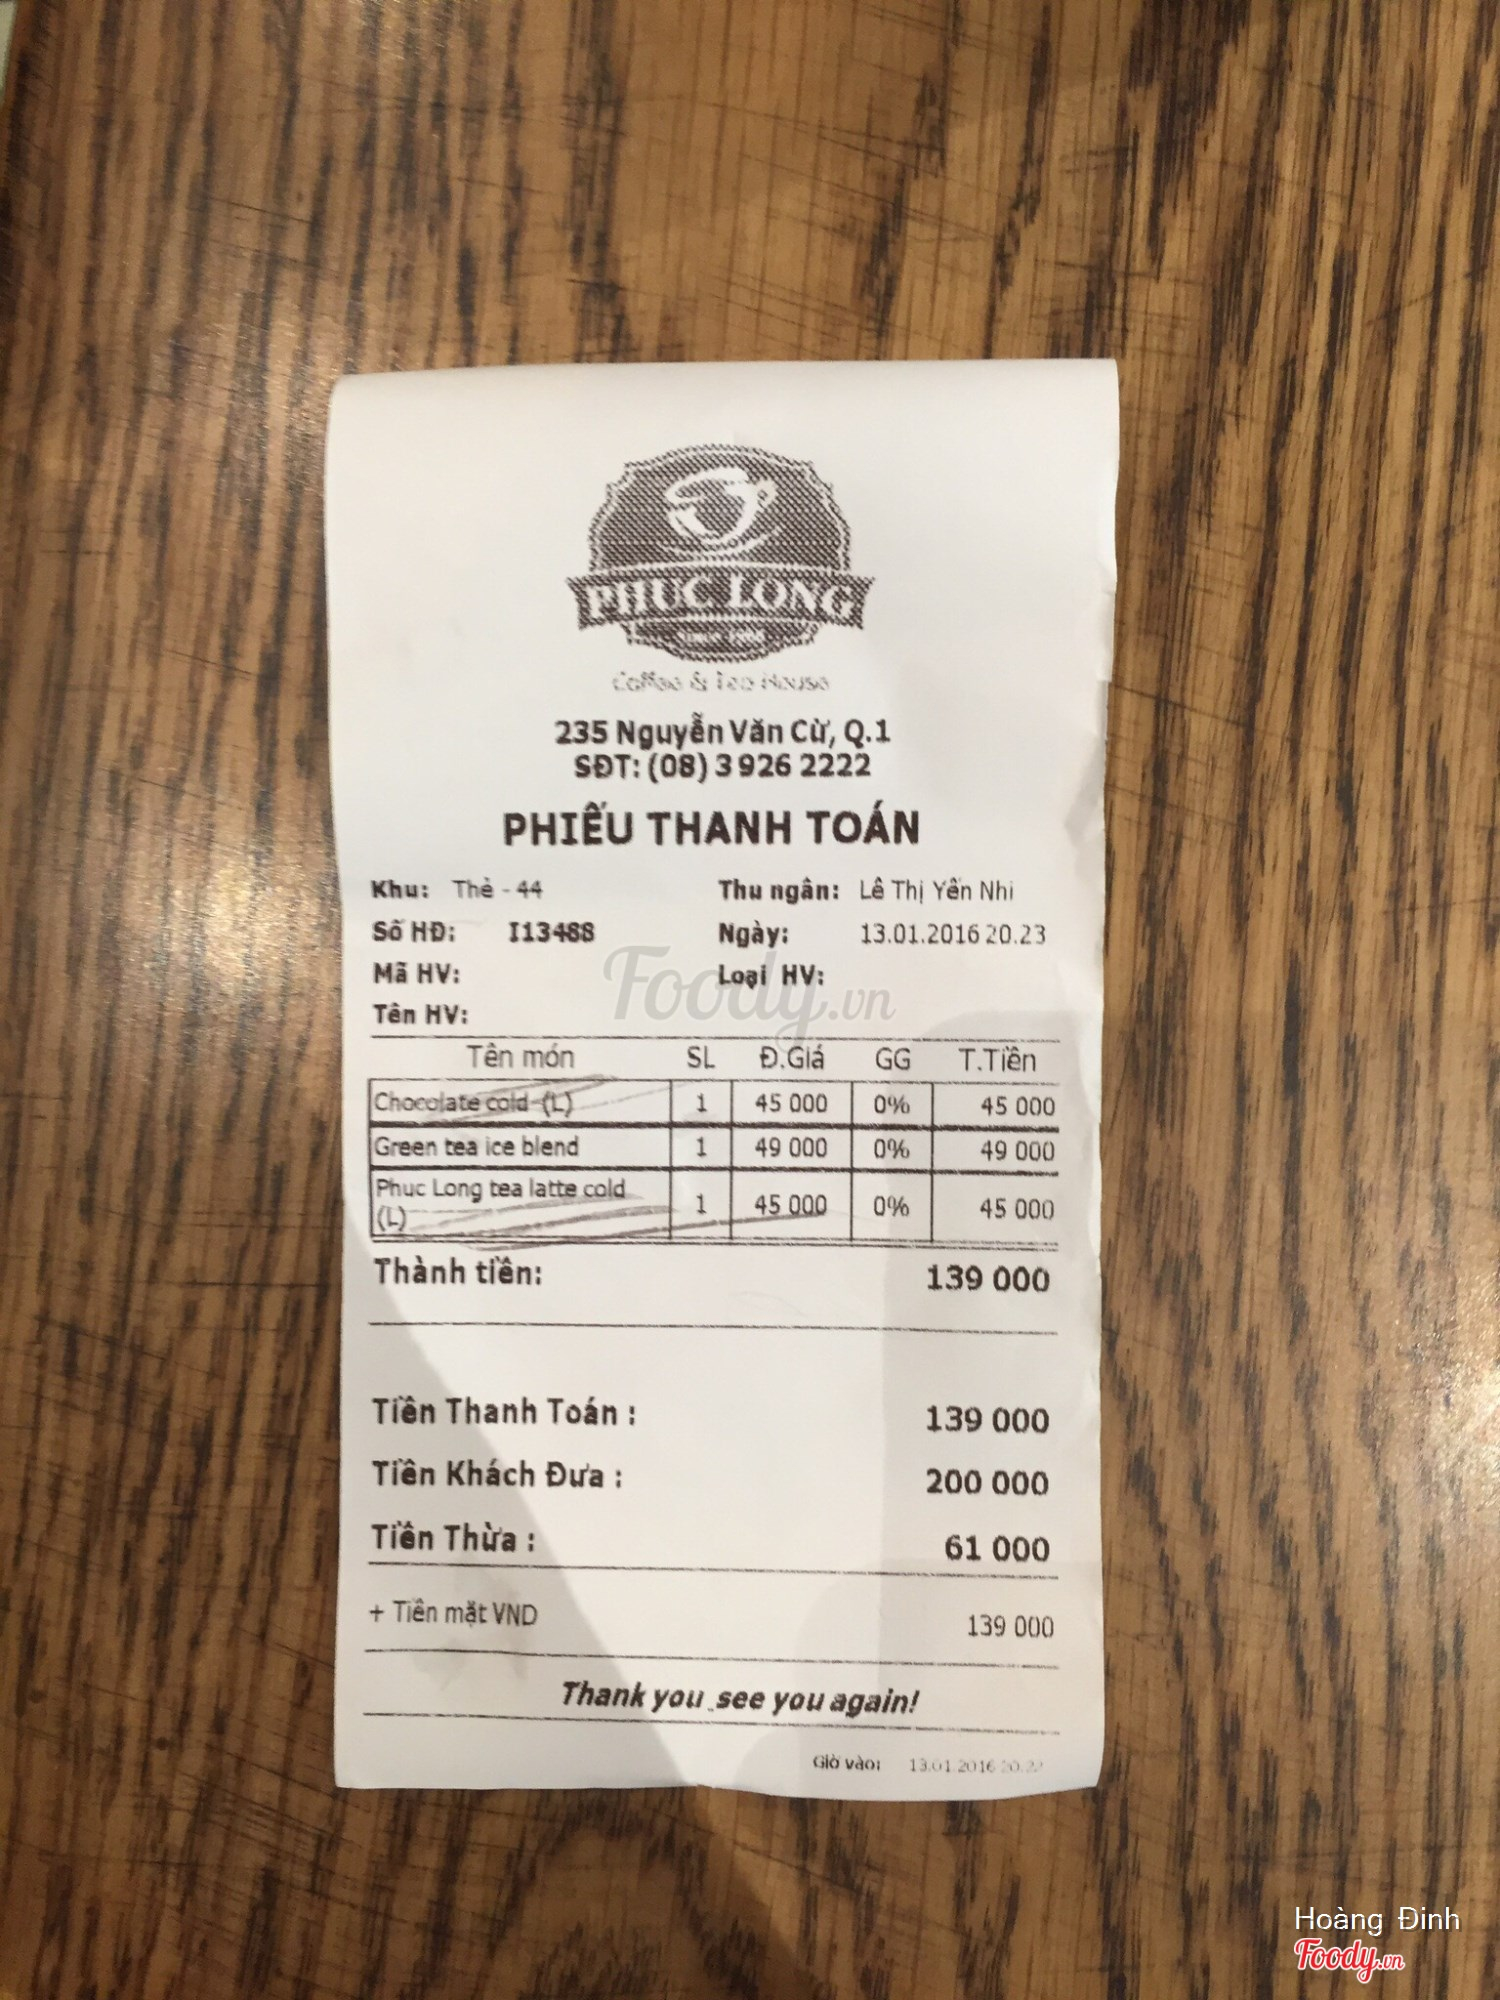 PHUC LONG
Coffee & Tea House
235 Nguyễn Văn Cừ, Q.1
SĐT: (08) 3 926 2222
PHIẾU THANH TOÁN
Khu: Thẻ - 44 Thu ngân: Lê Thị Yến Nhi
Số HĐ: I13488 Ngày: 13.01.2016 20.23
Mã HV: Loại HV:
Tên HV:
Foody.vn
Tên món SL Đ.Giá GG T.Tiền
Chocolate cold (L) 1 45 000 0% 45 000
Green tea ice blend 1 49 000 0% 49 000
Phuc Long tea latte cold
(L) 1 45 000 0% 45 000
Thành tiền: 139 000
Tiền Thanh Toán : 139 000
Tiền Khách Đưa : 200 000
Tiền Thừa : 61 000
+ Tiền mặt VND 139 000
Thank you see you again!
Giờ vào: 13.01.2016 20.22
Hoàng Đinh
Foody.vn